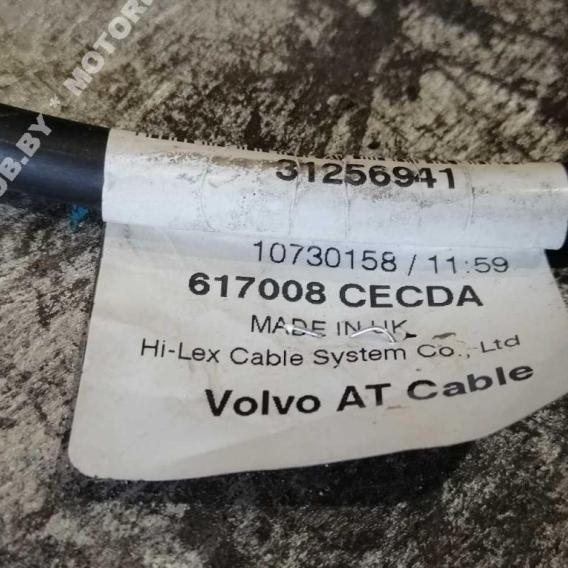 31256941
10730158 / 11:59
617008 CECDA
MADE IN UK
Hi-Lex Cable System Co., Ltd
Volvo AT Cable